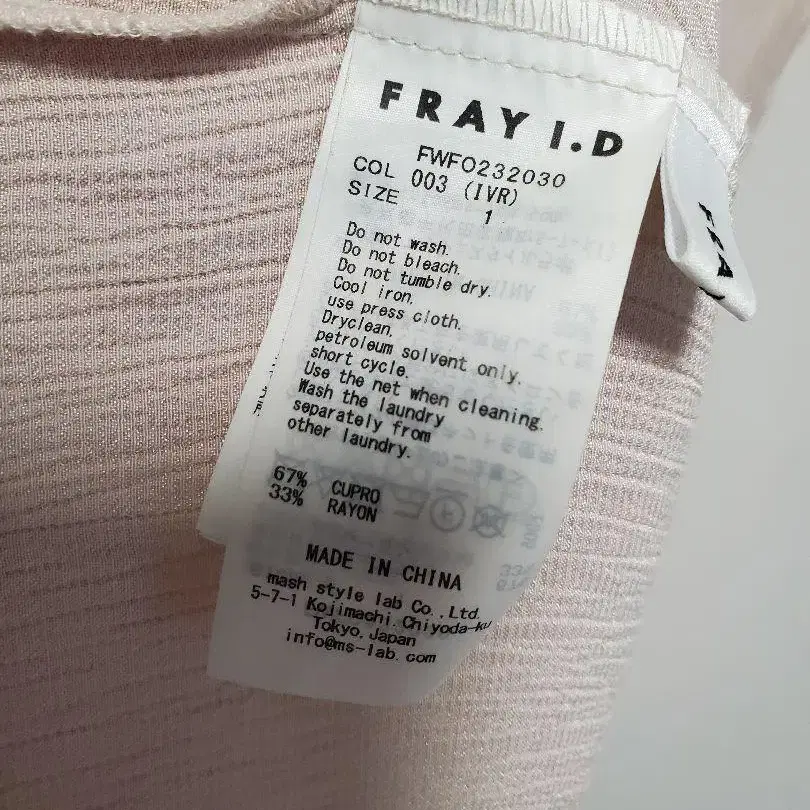 FRAY I.D
FWFO232030
COL 003 (IVR)
SIZE 1
Do not wash.
Do not bleach.
Do not tumble dry.
Cool iron.
use press cloth.
Dryclean.
petroleum solvent only.
short cycle.
Use the net when cleaning.
Wash the laundry
separately from
other laundry.
67% CUPRO
33% RAYON
MADE IN CHINA
mash style lab Co.,Ltd.
5-7-1 Kojimachi,Chiyoda-ku
Tokyo,Japan
info@ms-lab.com
FRA